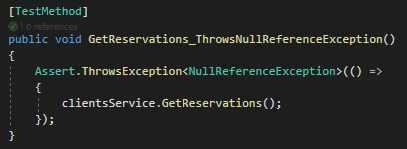 [TestMethod]
0 references
public void GetReservations_ThrowsNullReferenceException()
{
    Assert.ThrowsException<NullReferenceException>(() =>
    {
        clientsService.GetReservations();
    });
}